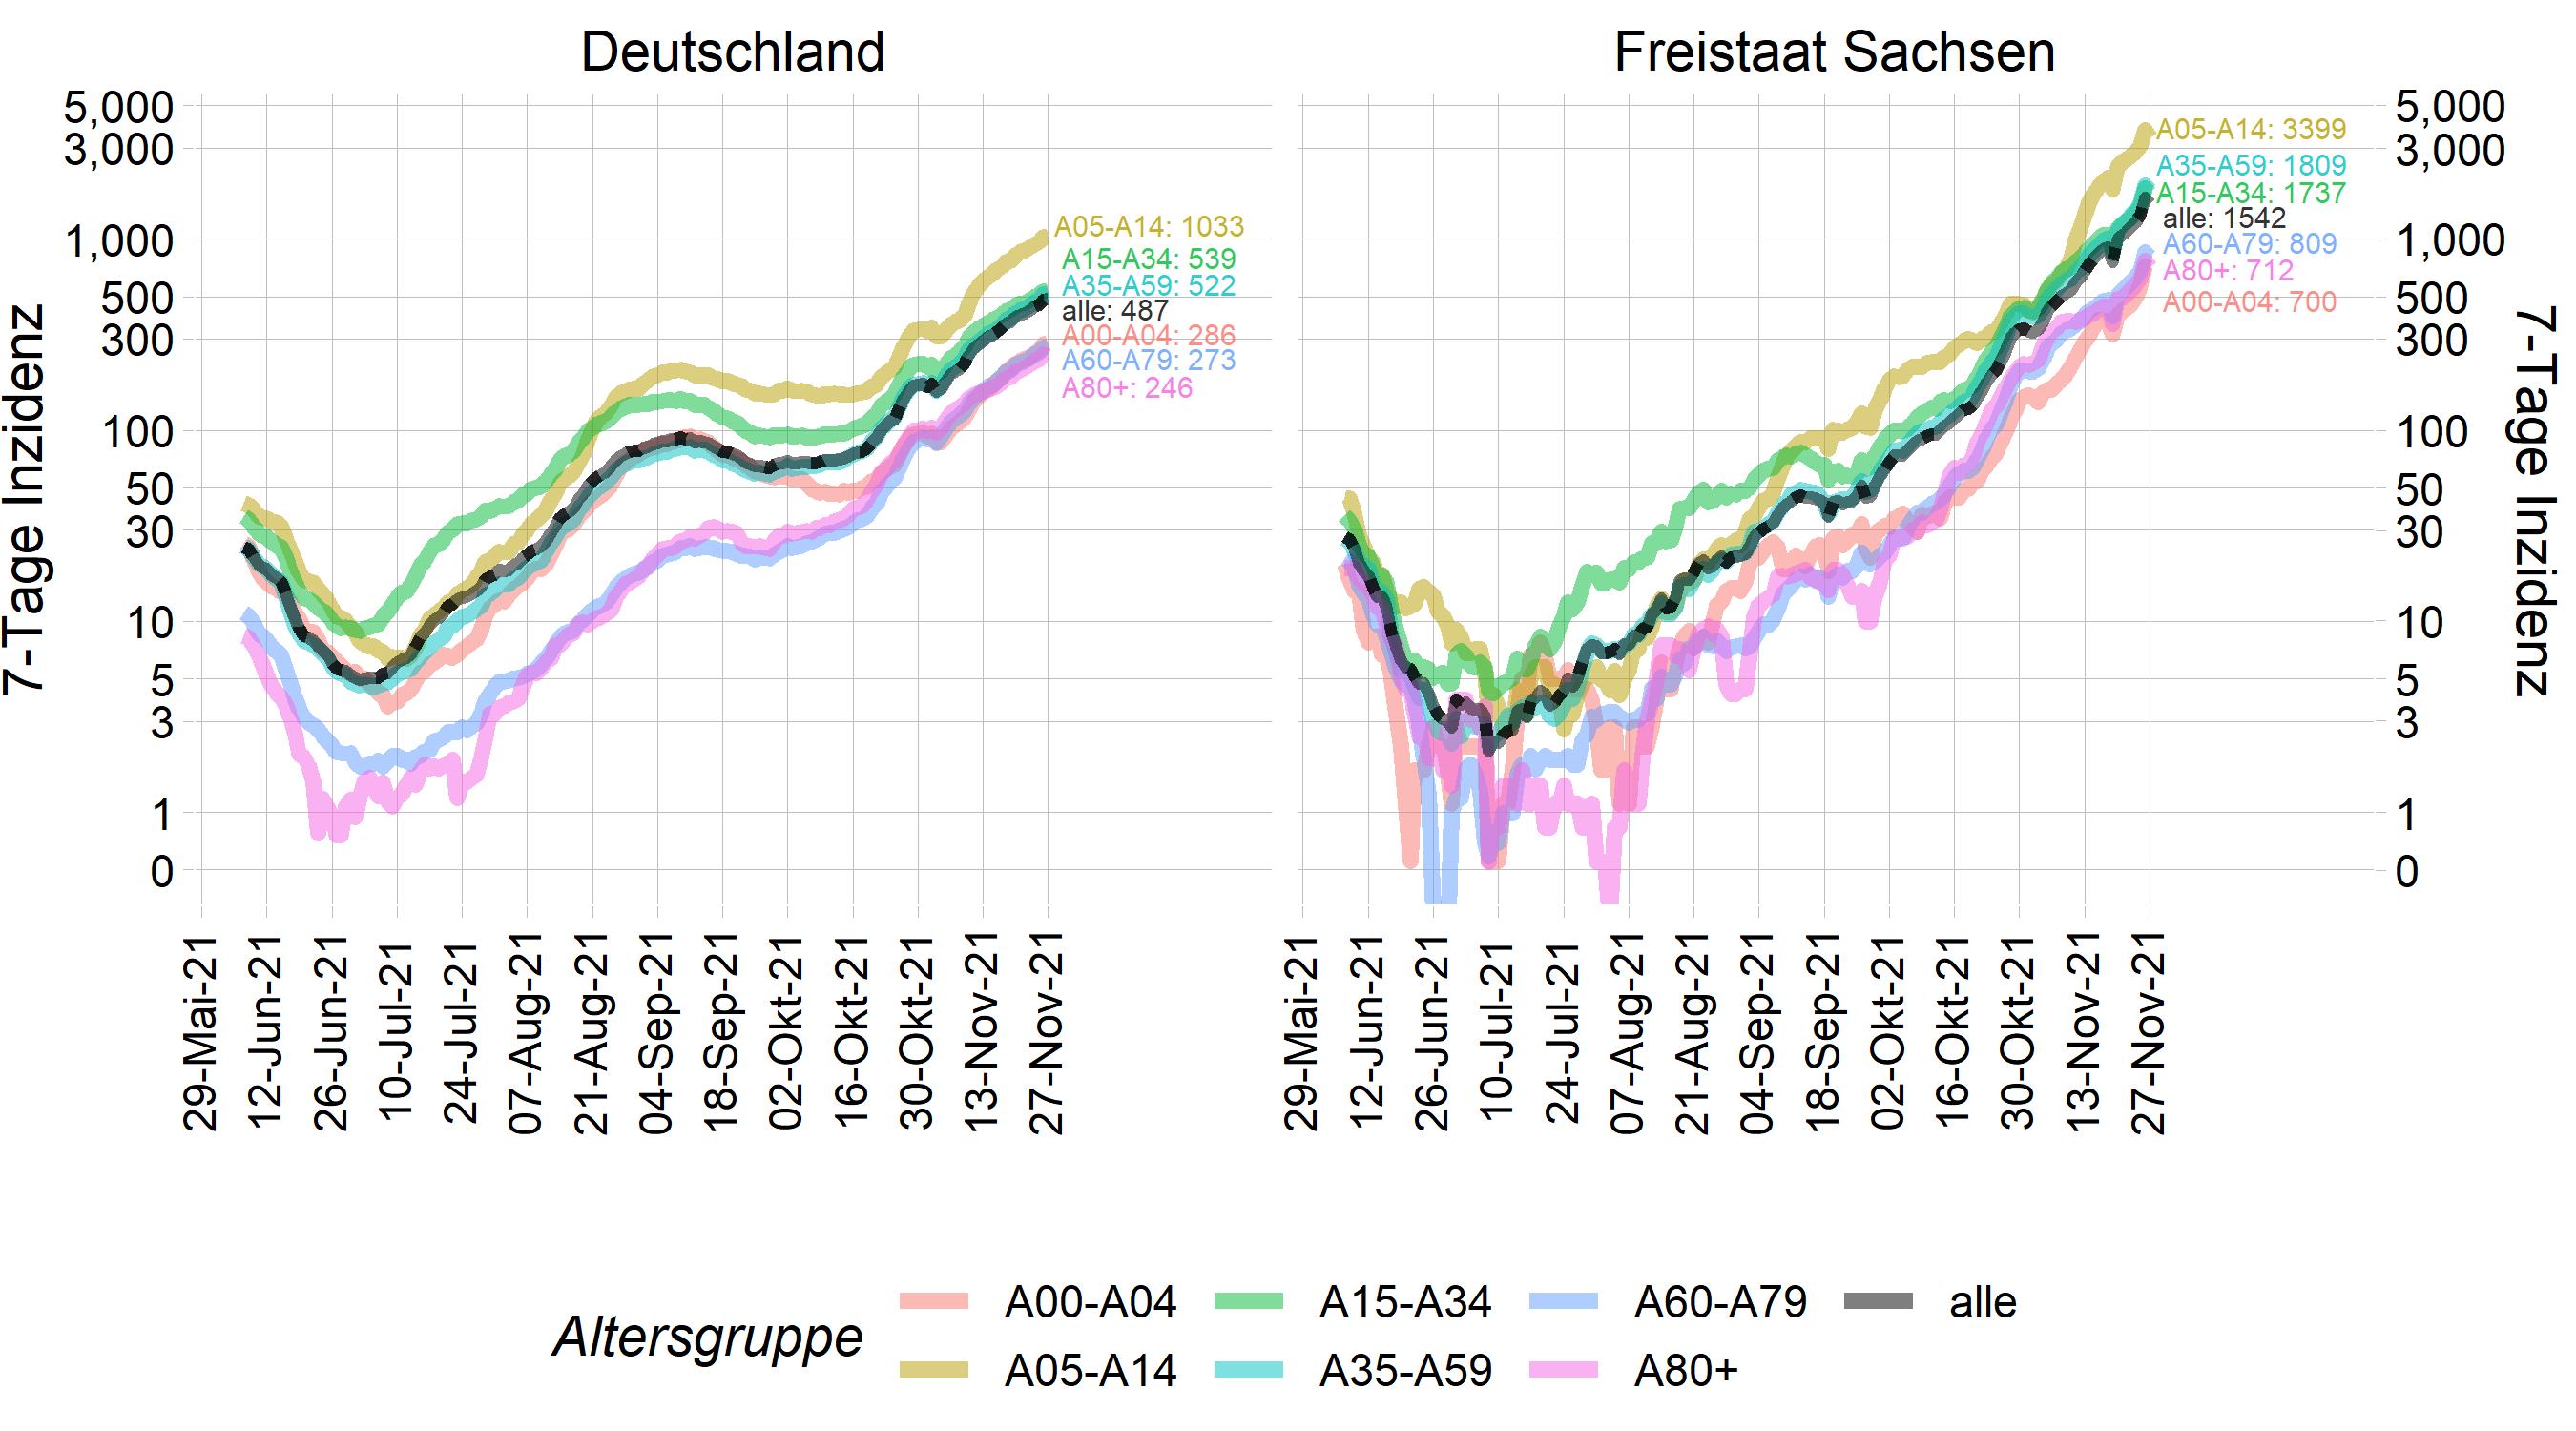 Deutschland
Freistaat Sachsen
7-Tage Inzidenz
5,000
3,000
1,000
500
300
100
50
30
10
5
3
1
0
A05-A14: 1033
A15-A34: 539
A35-A59: 522
alle: 487
A00-A04: 286
A60-A79: 273
A80+: 246
29-Mai-21
12-Jun-21
26-Jun-21
10-Jul-21
24-Jul-21
07-Aug-21
21-Aug-21
04-Sep-21
18-Sep-21
02-Okt-21
16-Okt-21
30-Okt-21
13-Nov-21
27-Nov-21
A05-A14: 3399
A35-A59: 1809
A15-A34: 1737
alle: 1542
A60-A79: 809
A80+: 712
A00-A04: 700
5,000
3,000
1,000
500
300
100
50
30
10
5
3
1
0
7-Tage Inzidenz
29-Mai-21
12-Jun-21
26-Jun-21
10-Jul-21
24-Jul-21
07-Aug-21
21-Aug-21
04-Sep-21
18-Sep-21
02-Okt-21
16-Okt-21
30-Okt-21
13-Nov-21
27-Nov-21
Altersgruppe
A00-A04
A15-A34
A60-A79
alle
A05-A14
A35-A59
A80+